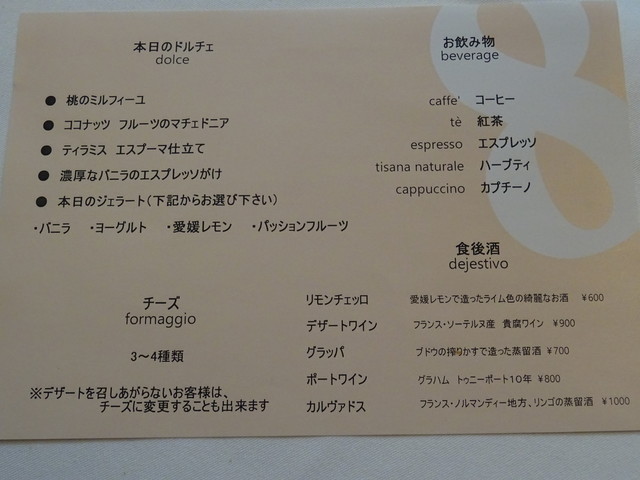 本日のドルチェ
dolce
● 桃のミルフィーユ
● ココナッツ フルーツのマチェドニア
● ティラミス エスプーマ仕立て
● 濃厚なバニラのエスプレッソがけ
● 本日のジェラート(下記からお選び下さい)
・バニラ ・ヨーグルト ・愛媛レモン ・パッションフルーツ
お飲み物
beverage
caffe' コーヒー
tè 紅茶
espresso エスプレッソ
tisana naturale ハーブティ
cappuccino カプチーノ
チーズ
formaggio
3～4種類
※デザートを召しあがらないお客様は、
チーズに変更することも出来ます
食後酒
dejestivo
リモンチェッロ 愛媛レモンで造ったライム色の綺麗なお酒 ¥600
デザートワイン フランス・ソーテルヌ産 貴腐ワイン ¥900
グラッパ ブドウの搾りかすで造った蒸留酒 ¥700
ポートワイン グラハム トゥニーポート10年 ¥800
カルヴァドス フランス・ノルマンディー地方、リンゴの蒸留酒 ¥1000